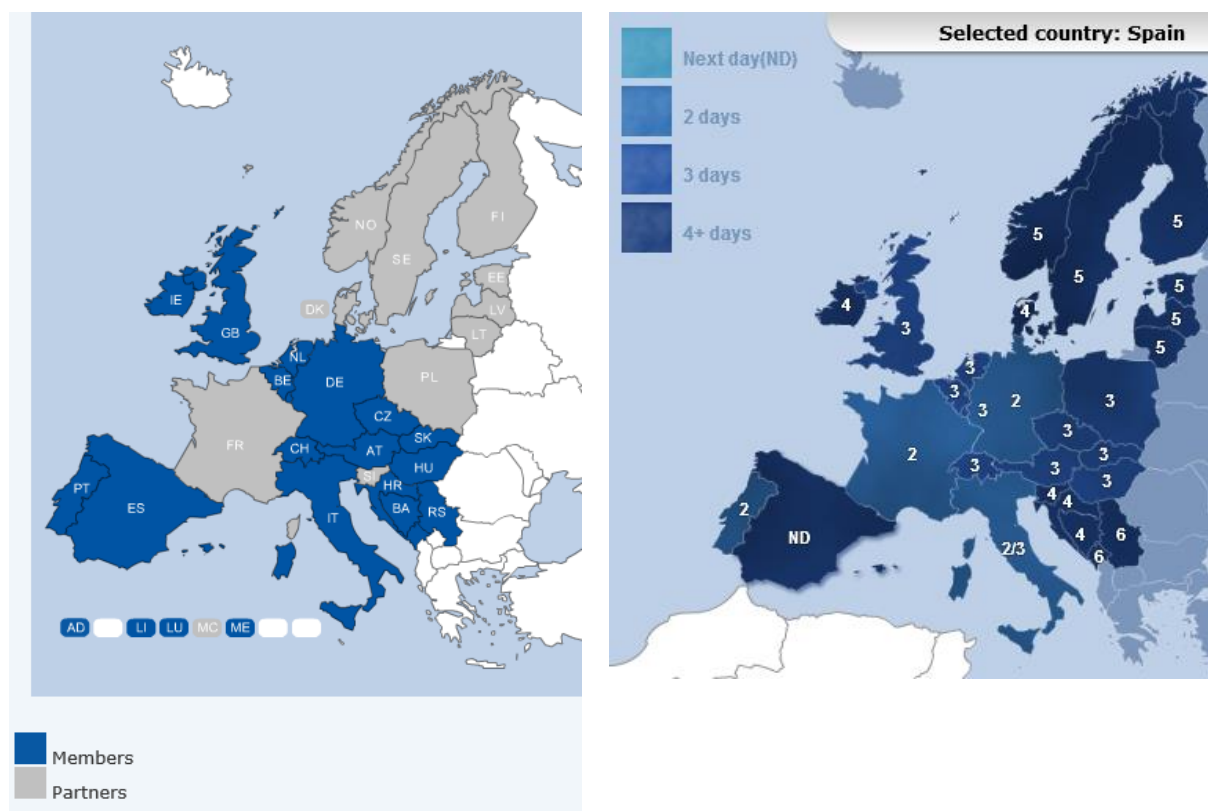 NO
FI
SE
EE
DK
LV
LT
IE
GB
NL
BE
DE
PL
CZ
FR
SK
CH
AT
HU
SI
HR
PT
ES
IT
BA
RS
AD LI LU MC ME
Members
Partners
Selected country: Spain
Next day(ND)
2 days
3 days
4+ days
5
5
5
5
5
5
4
4
3
3
3
3
2
3
3
2
3
3
3
3
4
4
2
ND
2/3
4
6
6